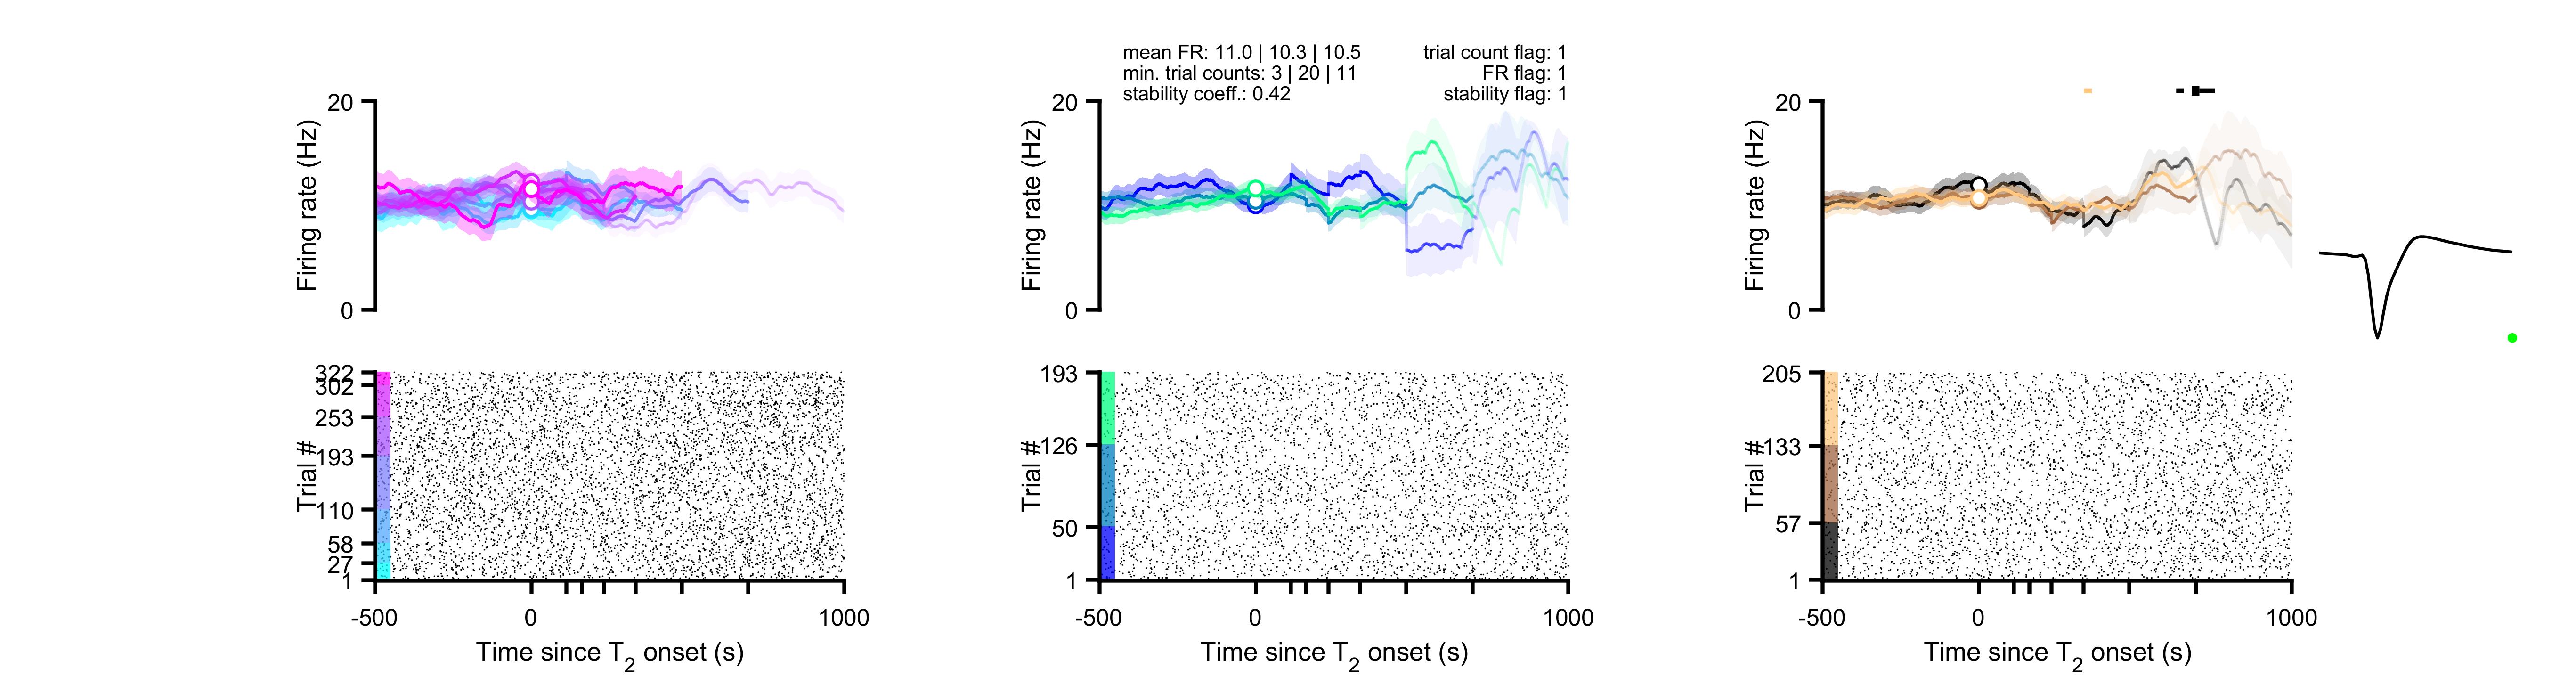 mean FR: 11.0 | 10.3 | 10.5
min. trial counts: 3 | 20 | 11
stability coeff.: 0.42
trial count flag: 1
FR flag: 1
stability flag: 1
20
Firing rate (Hz)
0
20
Firing rate (Hz)
0
20
Firing rate (Hz)
0
322
302
253
193
110
58
27
1
Trial #
-500
0
1000
Time since T2 onset (s)
193
126
50
1
Trial #
-500
0
1000
Time since T2 onset (s)
205
133
57
1
Trial #
-500
0
1000
Time since T2 onset (s)